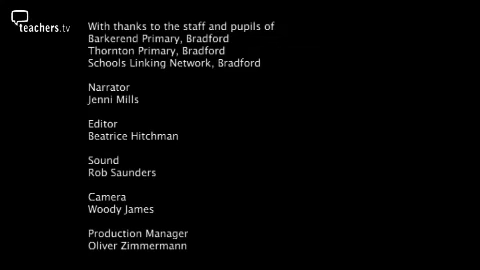 teachers.tv
With thanks to the staff and pupils of
Barkerend Primary, Bradford
Thornton Primary, Bradford
Schools Linking Network, Bradford
Narrator
Jenni Mills
Editor
Beatrice Hitchman
Sound
Rob Saunders
Camera
Woody James
Production Manager
Oliver Zimmermann